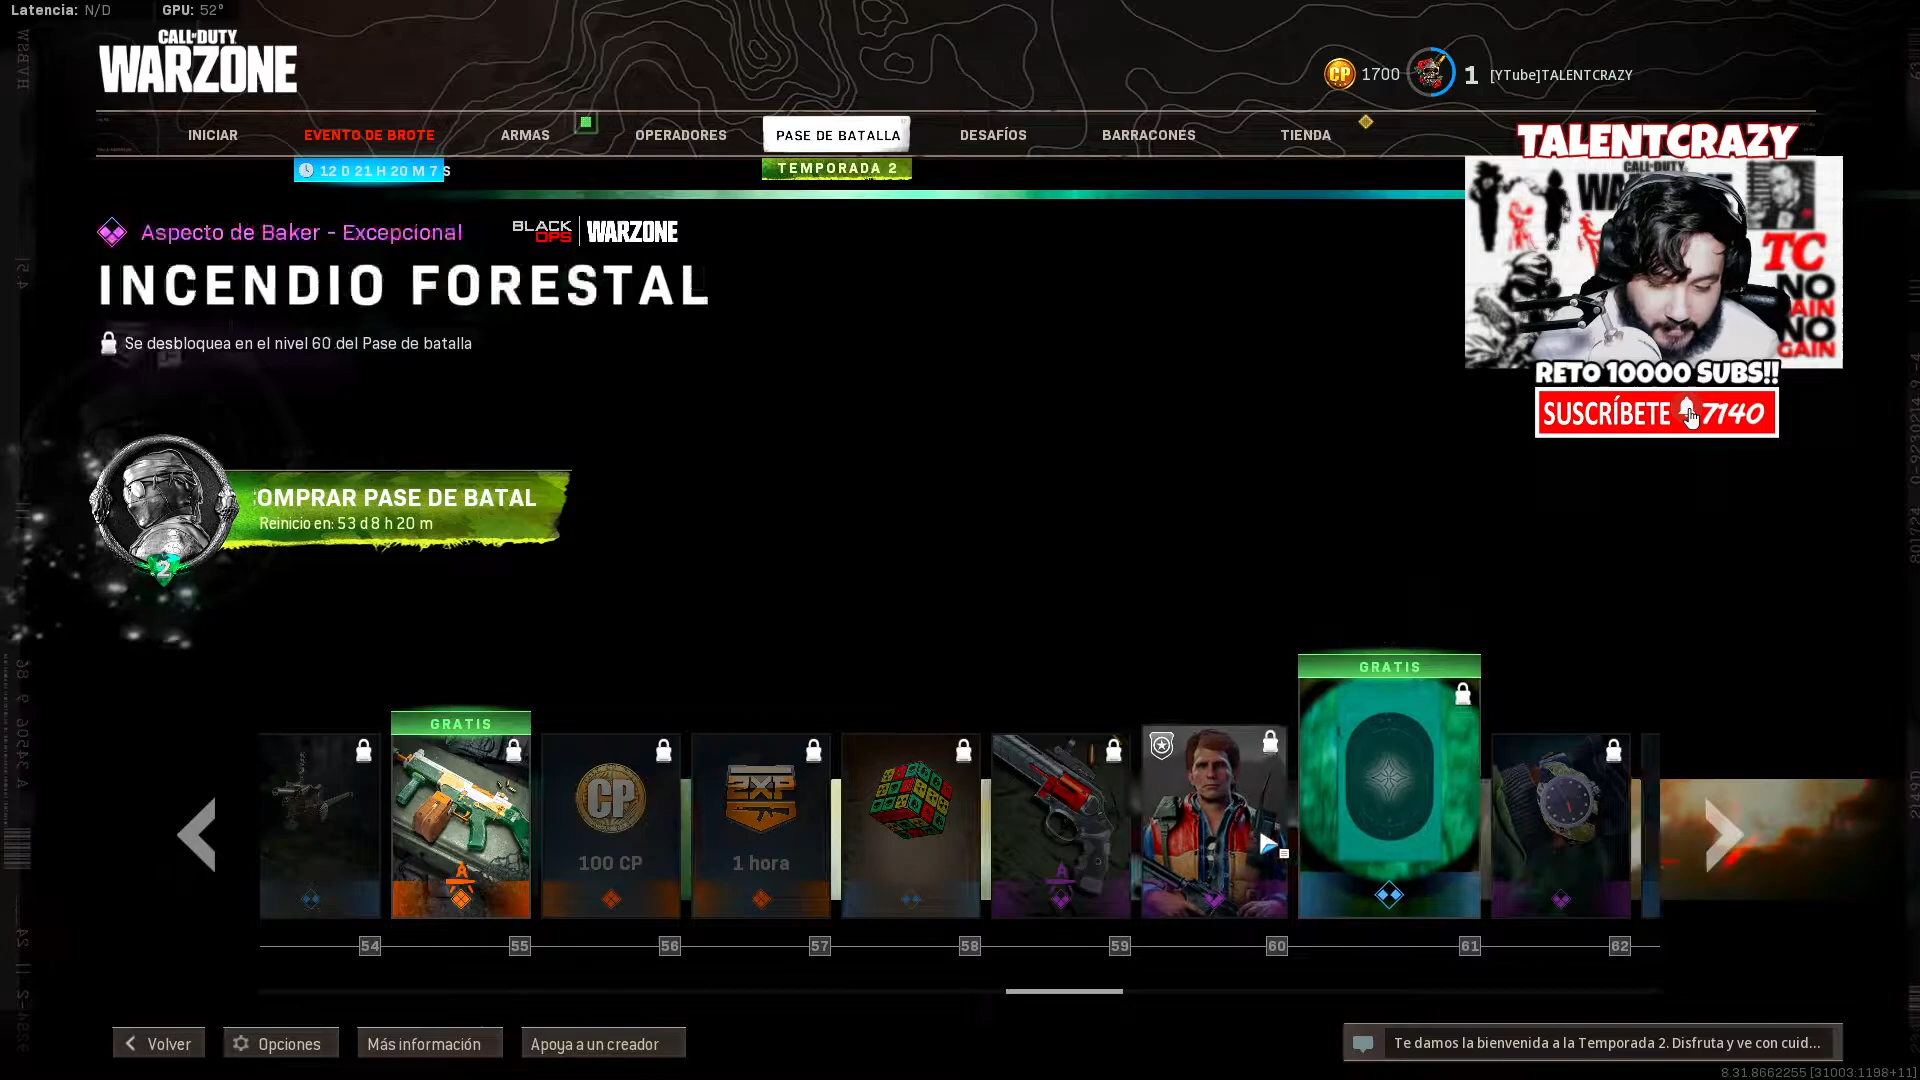 Latencia: N/D GPU: 52°
CALL OF DUTY
WARZONE
CP 1700 1 [YTube]TALENTCRAZY
INICIAR EVENTO DE BROTE ARMAS OPERADORES PASE DE BATALLA DESAFÍOS BARRACONES TIENDA
12 D 21 H 20 M 7 S TEMPORADA 2
TALENTCRAZY
TC
NO
GAIN
RETO 10000 SUBS!!
SUSCRÍBETE 7140
Aspecto de Baker - Excepcional BLACK OPS WARZONE
INCENDIO FORESTAL
Se desbloquea en el nivel 60 del Pase de batalla
OMPRAR PASE DE BATAL
Reinicio en: 53 d 8 h 20 m
2
GRATIS
GRATIS
CP 2XP
100 CP 1 hora
54 55 56 57 58 59 60 61 62
Volver Opciones Más información Apoya a un creador
Te damos la bienvenida a la Temporada 2. Disfruta y ve con cuid...
8.31.8662255 [31003:1198+11]